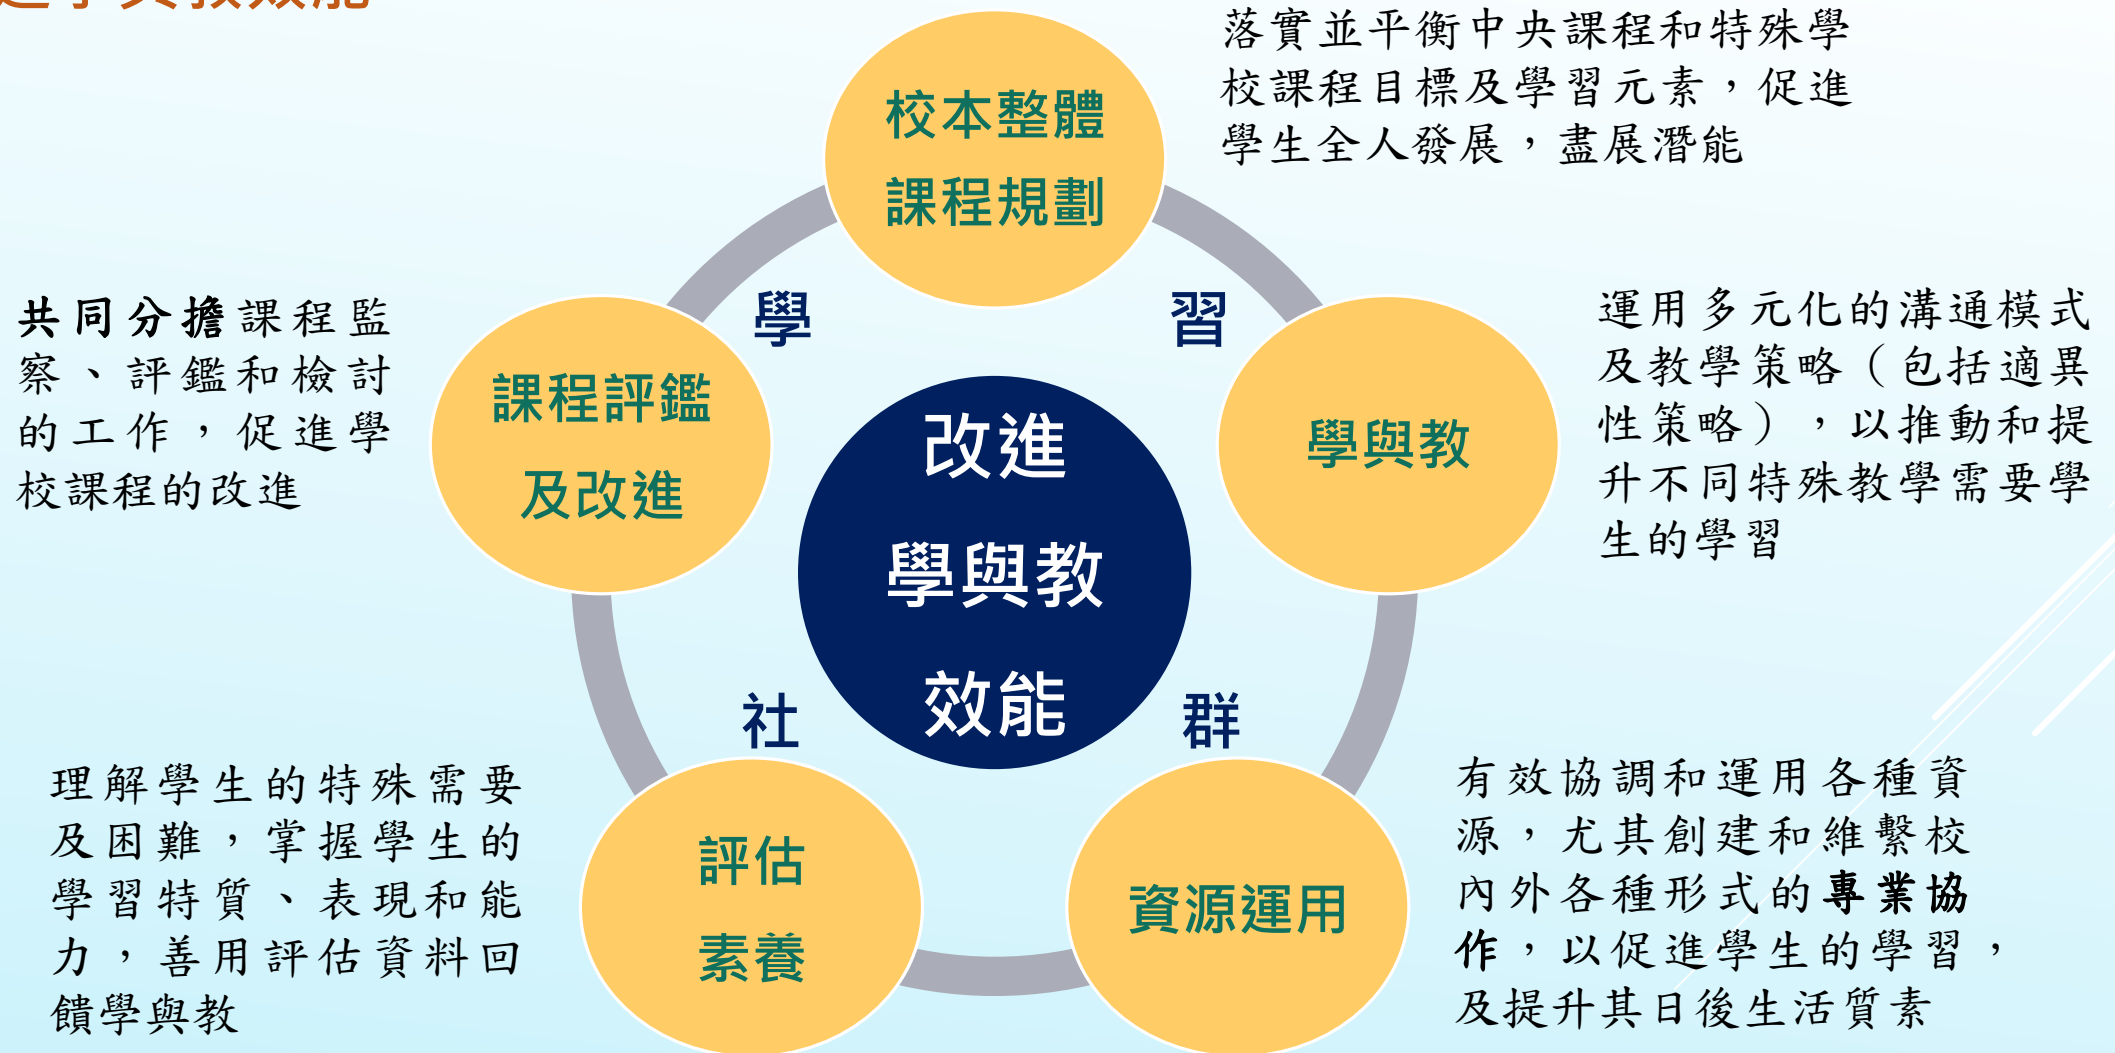 學與教效能
落實並平衡中央課程和特殊學
校課程目標及學習元素，促進
學生全人發展，盡展潛能
校本整體
課程規劃
學
習
共同分擔課程監
察、評鑑和檢討
的工作，促進學
校課程的改進
課程評鑑
及改進
改進
學與教
效能
學與教
運用多元化的溝通模式
及教學策略（包括適異
性策略），以推動和提
升不同特殊教學需要學
生的學習
社
群
理解學生的特殊需要
及困難，掌握學生的
學習特質、表現和能
力，善用評估資料回
饋學與教
評估
素養
資源運用
有效協調和運用各種資
源，尤其創建和維繫校
內外各種形式的專業協
作，以促進學生的學習，
及提升其日後生活質素